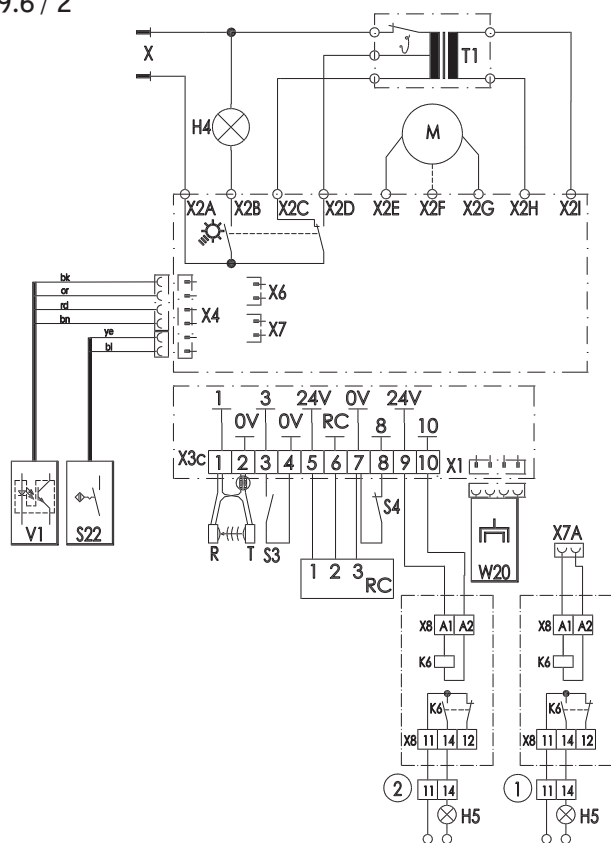 9.6 / 2
X
ϑ
T1
H4
M
X2A X2B X2C X2D X2E X2F X2G X2H X2I
bk
or
rd
bn
ye
bl
X4
X6
X7
1 3 24V 0V 24V
0V 0V RC 8 10
X3c 1 2 3 4 5 6 7 8 9 10 X1
V1
S22
R T S3
S4
1 2 3
RC
W20
X7A
X8 A1 A2
X8 A1 A2
K6
K6
K6
K6
X8 11 14 12
X8 11 14 12
2 11 14
1 11 14
H5
H5